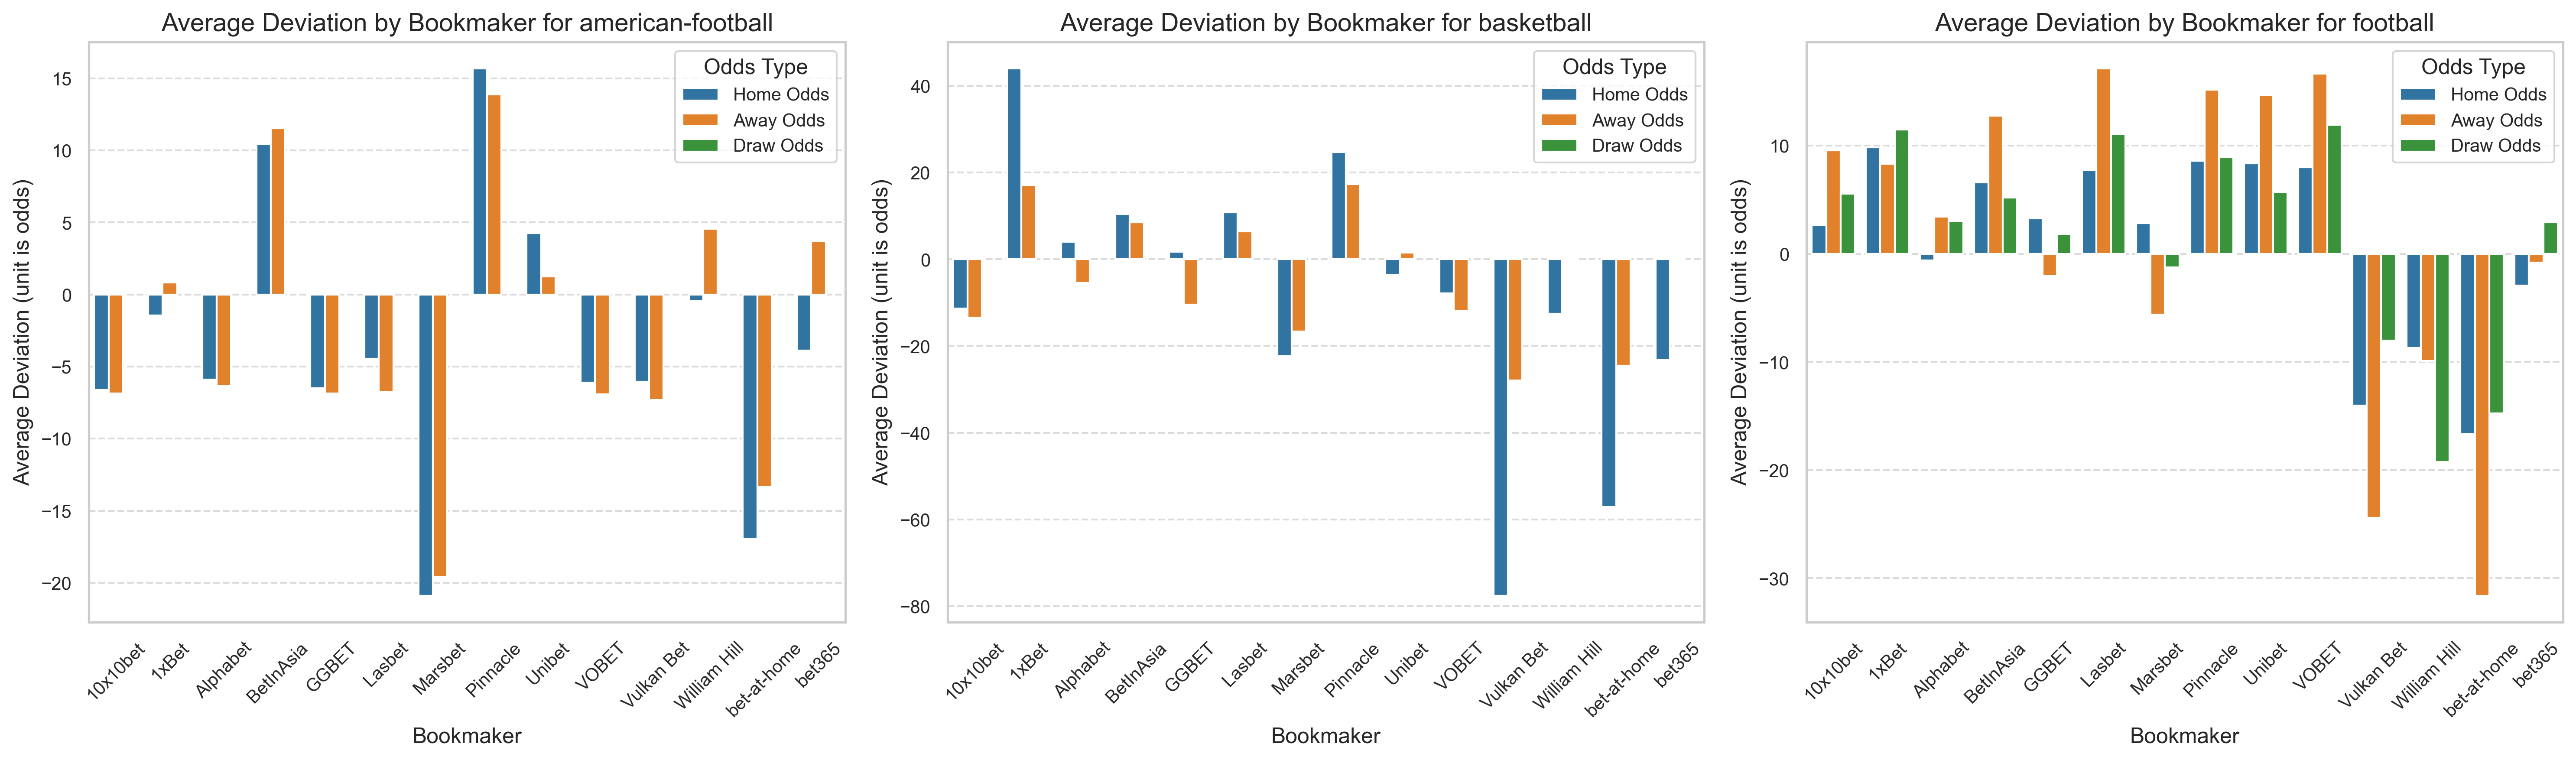 Average Deviation by Bookmaker for american-football
Average Deviation (unit is odds)
15
10
5
0
−5
−10
−15
−20
Odds Type
Home Odds
Away Odds
Draw Odds
10x10bet
1xBet
Alphabet
BetInAsia
GGBET
Lasbet
Marsbet
Pinnacle
Unibet
VOBET
Vulkan Bet
William Hill
bet-at-home
bet365
Bookmaker
Average Deviation by Bookmaker for basketball
Average Deviation (unit is odds)
40
20
0
−20
−40
−60
−80
Odds Type
Home Odds
Away Odds
Draw Odds
10x10bet
1xBet
Alphabet
BetInAsia
GGBET
Lasbet
Marsbet
Pinnacle
Unibet
VOBET
Vulkan Bet
William Hill
bet-at-home
bet365
Bookmaker
Average Deviation by Bookmaker for football
Average Deviation (unit is odds)
10
0
−10
−20
−30
Odds Type
Home Odds
Away Odds
Draw Odds
10x10bet
1xBet
Alphabet
BetInAsia
GGBET
Lasbet
Marsbet
Pinnacle
Unibet
VOBET
Vulkan Bet
William Hill
bet-at-home
bet365
Bookmaker